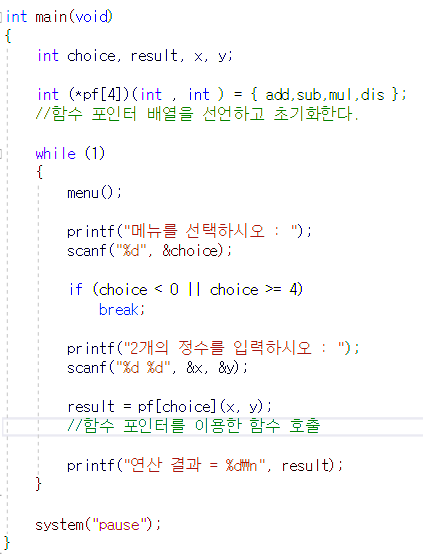 int main(void)
{
int choice, result, x, y;
int (*pf[4])(int , int ) = { add,sub,mul,dis };
//함수 포인터 배열을 선언하고 초기화한다.
while (1)
{
menu();
printf("메뉴를 선택하시오 : ");
scanf("%d", &choice);
if (choice < 0 || choice >= 4)
break;
printf("2개의 정수를 입력하시오 : ");
scanf("%d %d", &x, &y);
result = pf[choice](x, y);
//함수 포인터를 이용한 함수 호출
printf("연산 결과 = %d₩n", result);
}
system("pause");
}